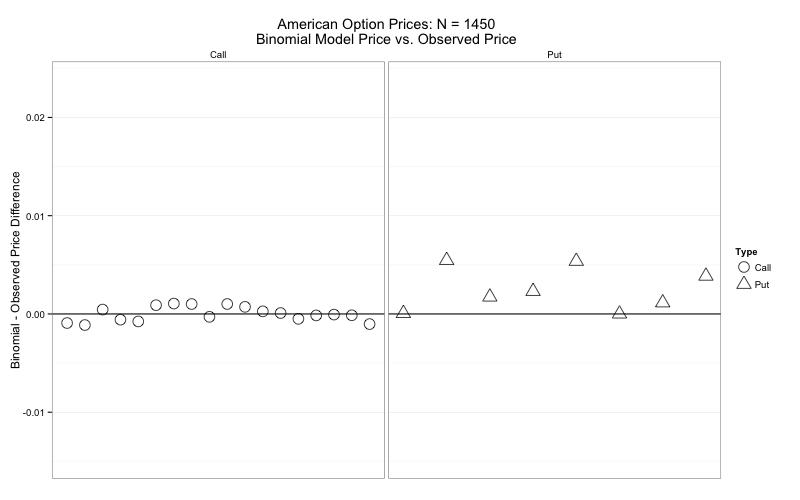 American Option Prices: N = 1450
Binomial Model Price vs. Observed Price
Call
Put
Binomial - Observed Price Difference
0.02
0.01
0.00
-0.01
Type
Call
Put